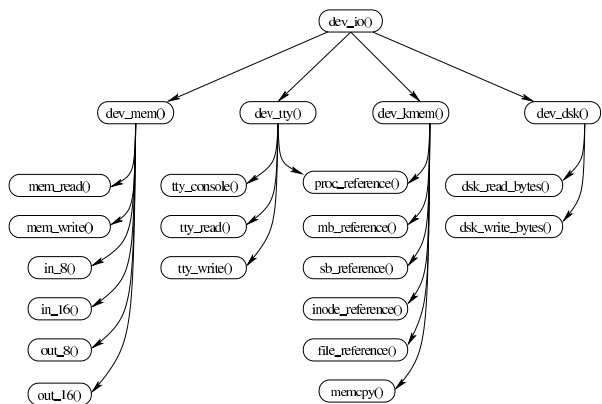 dev_io()
dev_mem() dev_tty() dev_kmem() dev_dsk()
mem_read() tty_console() proc_reference() dsk_read_bytes()
mem_write() tty_read() mb_reference() dsk_write_bytes()
in_8() tty_write() sb_reference()
in_16() inode_reference()
out_8() file_reference()
out_16() memcpy()